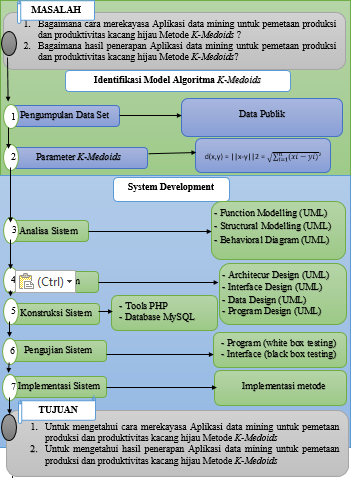 MASALAH
1. Bagaimana cara merekayasa Aplikasi data mining untuk pemetaan produksi
dan produktivitas kacang hijau Metode K-Medoids ?
2. Bagaimana hasil penerapan Aplikasi data mining untuk pemetaan produksi
dan produktivitas kacang hijau Metode K-Medoids?
Identifikasi Model Algoritma K-Medoids
1 Pengumpulan Data Set
Data Publik
2 Parameter K-Medoids
d(x,y) = ||x-y||2 = √∑(xi − yi)²
System Development
3 Analisa Sistem
- Function Modelling (UML)
- Structural Modelling (UML)
- Behavioral Diagram (UML)
4
(Ctrl)
- Architecur Design (UML)
- Interface Design (UML)
- Data Design (UML)
- Program Design (UML)
5 Konstruksi Sistem
- Tools PHP
- Database MySQL
6 Pengujian Sistem
- Program (white box testing)
- Interface (black box testing)
7 Implementasi Sistem
Implementasi metode
TUJUAN
1. Untuk mengetahui cara merekayasa Aplikasi data mining untuk pemetaan
produksi dan produktivitas kacang hijau Metode K-Medoids
2. Untuk mengetahui hasil penerapan Aplikasi data mining untuk pemetaan
produksi dan produktivitas kacang hijau Metode K-Medoids